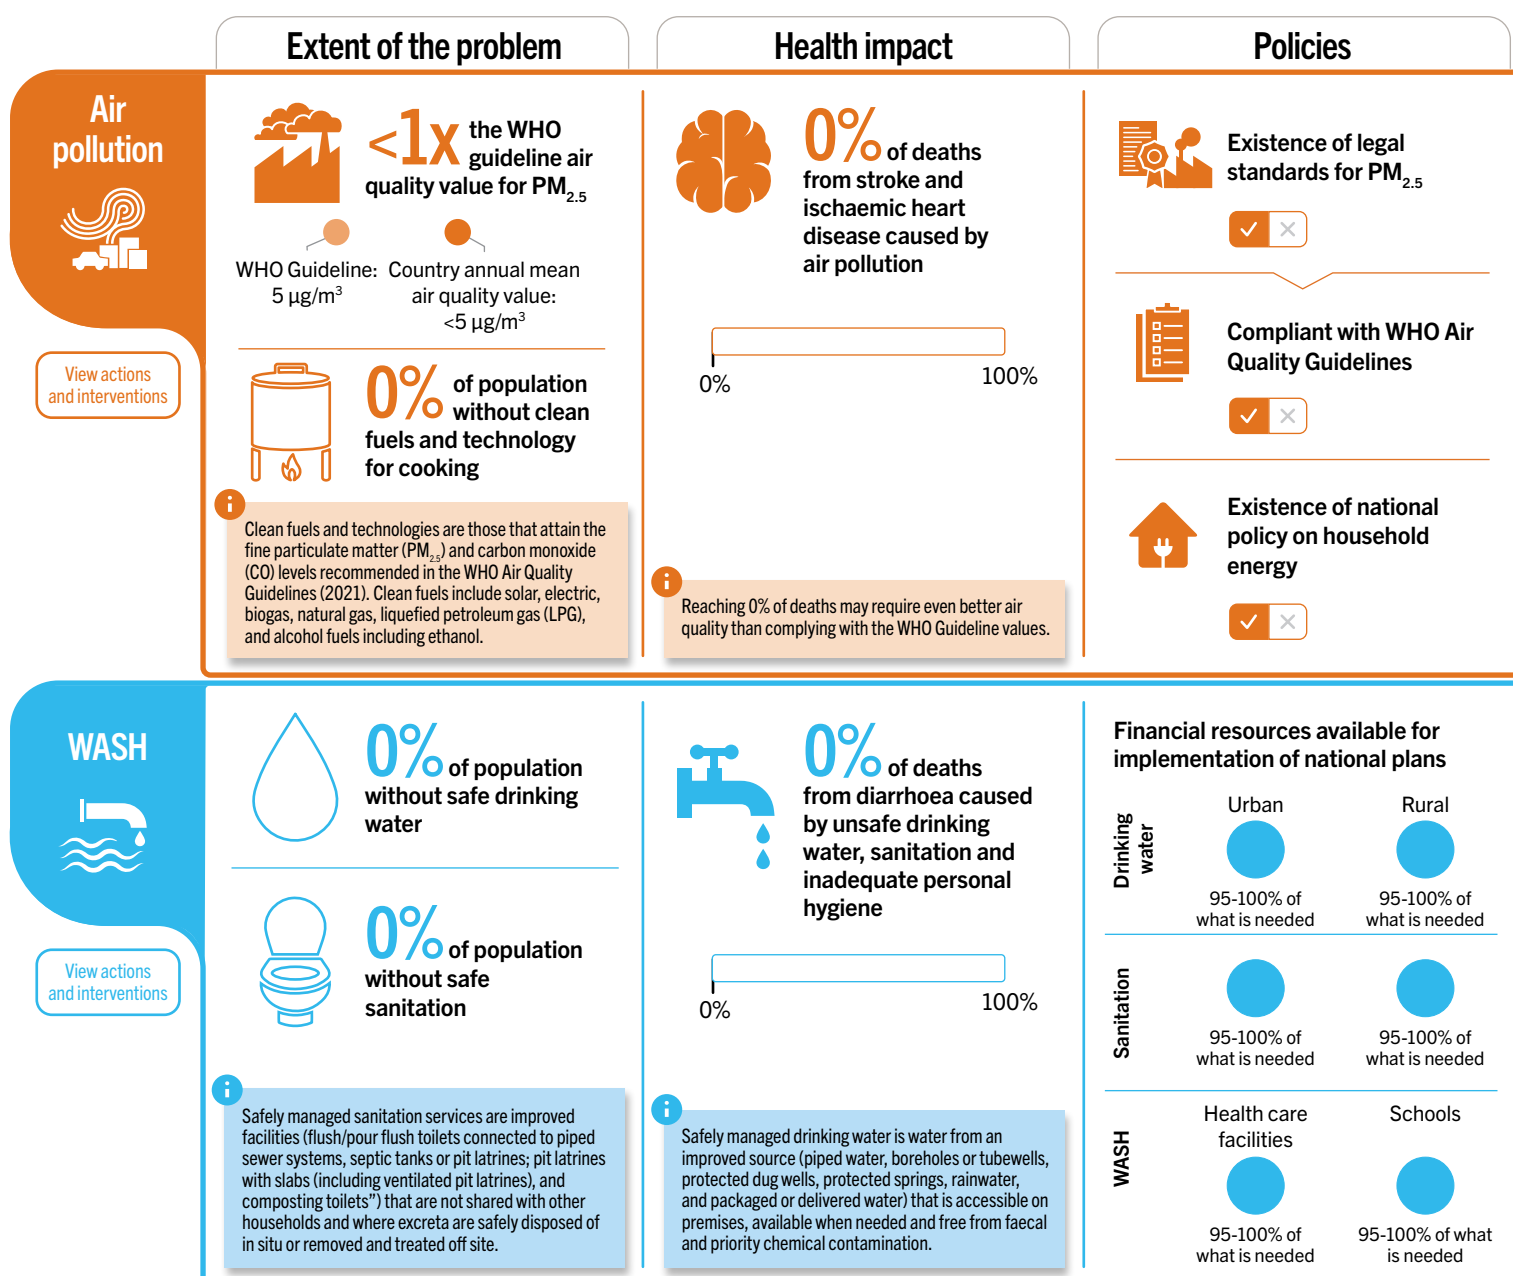 Extent of the problem
Health impact
Policies
Air
pollution
View actions
and interventions
<1x the WHO
guideline air
quality value for PM2.5
WHO Guideline:
5 µg/m³
Country annual mean
air quality value:
<5 µg/m³
0% of population
without clean
fuels and technology
for cooking
Clean fuels and technologies are those that attain the
fine particulate matter (PM2.5) and carbon monoxide
(CO) levels recommended in the WHO Air Quality
Guidelines (2021). Clean fuels include solar, electric,
biogas, natural gas, liquefied petroleum gas (LPG),
and alcohol fuels including ethanol.
0% of deaths
from stroke and
ischaemic heart
disease caused by
air pollution
0%
100%
Reaching 0% of deaths may require even better air
quality than complying with the WHO Guideline values.
Existence of legal
standards for PM2.5
Compliant with WHO Air
Quality Guidelines
Existence of national
policy on household
energy
WASH
View actions
and interventions
0% of population
without safe drinking
water
0% of population
without safe
sanitation
Safely managed sanitation services are improved
facilities (flush/pour flush toilets connected to piped
sewer systems, septic tanks or pit latrines; pit latrines
with slabs (including ventilated pit latrines), and
composting toilets”) that are not shared with other
households and where excreta are safely disposed of
in situ or removed and treated off site.
0% of deaths
from diarrhoea caused
by unsafe drinking
water, sanitation and
inadequate personal
hygiene
0%
100%
Safely managed drinking water is water from an
improved source (piped water, boreholes or tubewells,
protected dug wells, protected springs, rainwater,
and packaged or delivered water) that is accessible on
premises, available when needed and free from faecal
and priority chemical contamination.
Financial resources available for
implementation of national plans
Drinking
water
Urban
95-100% of
what is needed
Rural
95-100% of
what is needed
Sanitation
95-100% of
what is needed
95-100% of
what is needed
WASH
Health care
facilities
95-100% of
what is needed
Schools
95-100% of what
is needed